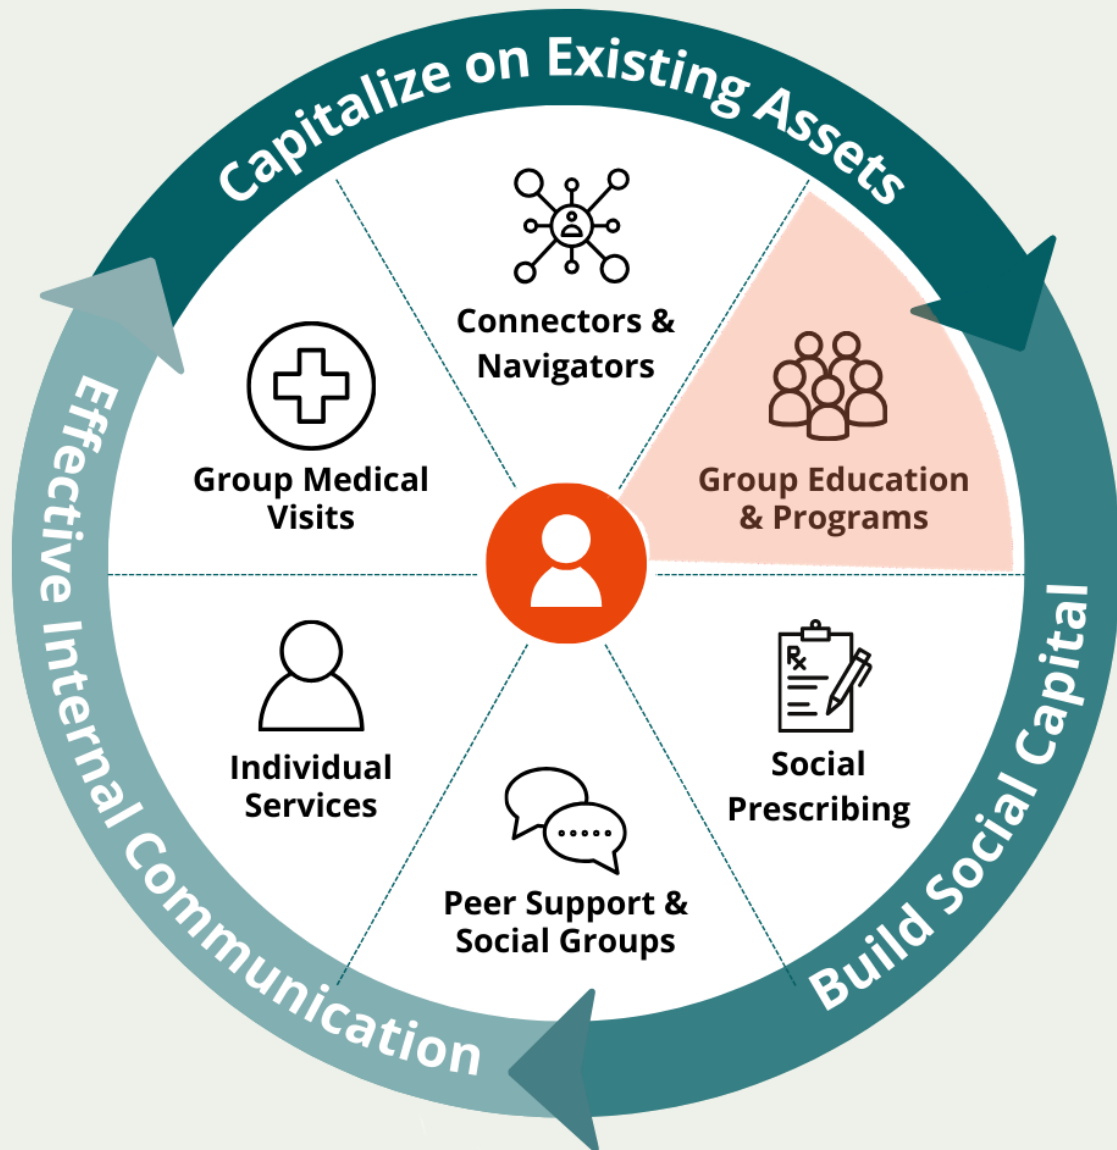 Capitalize on Existing Assets
Connectors &
Navigators
Group Education
& Programs
Build Social Capital
Social
Prescribing
Peer Support &
Social Groups
Effective Internal Communication
Individual
Services
Group Medical
Visits
Rx